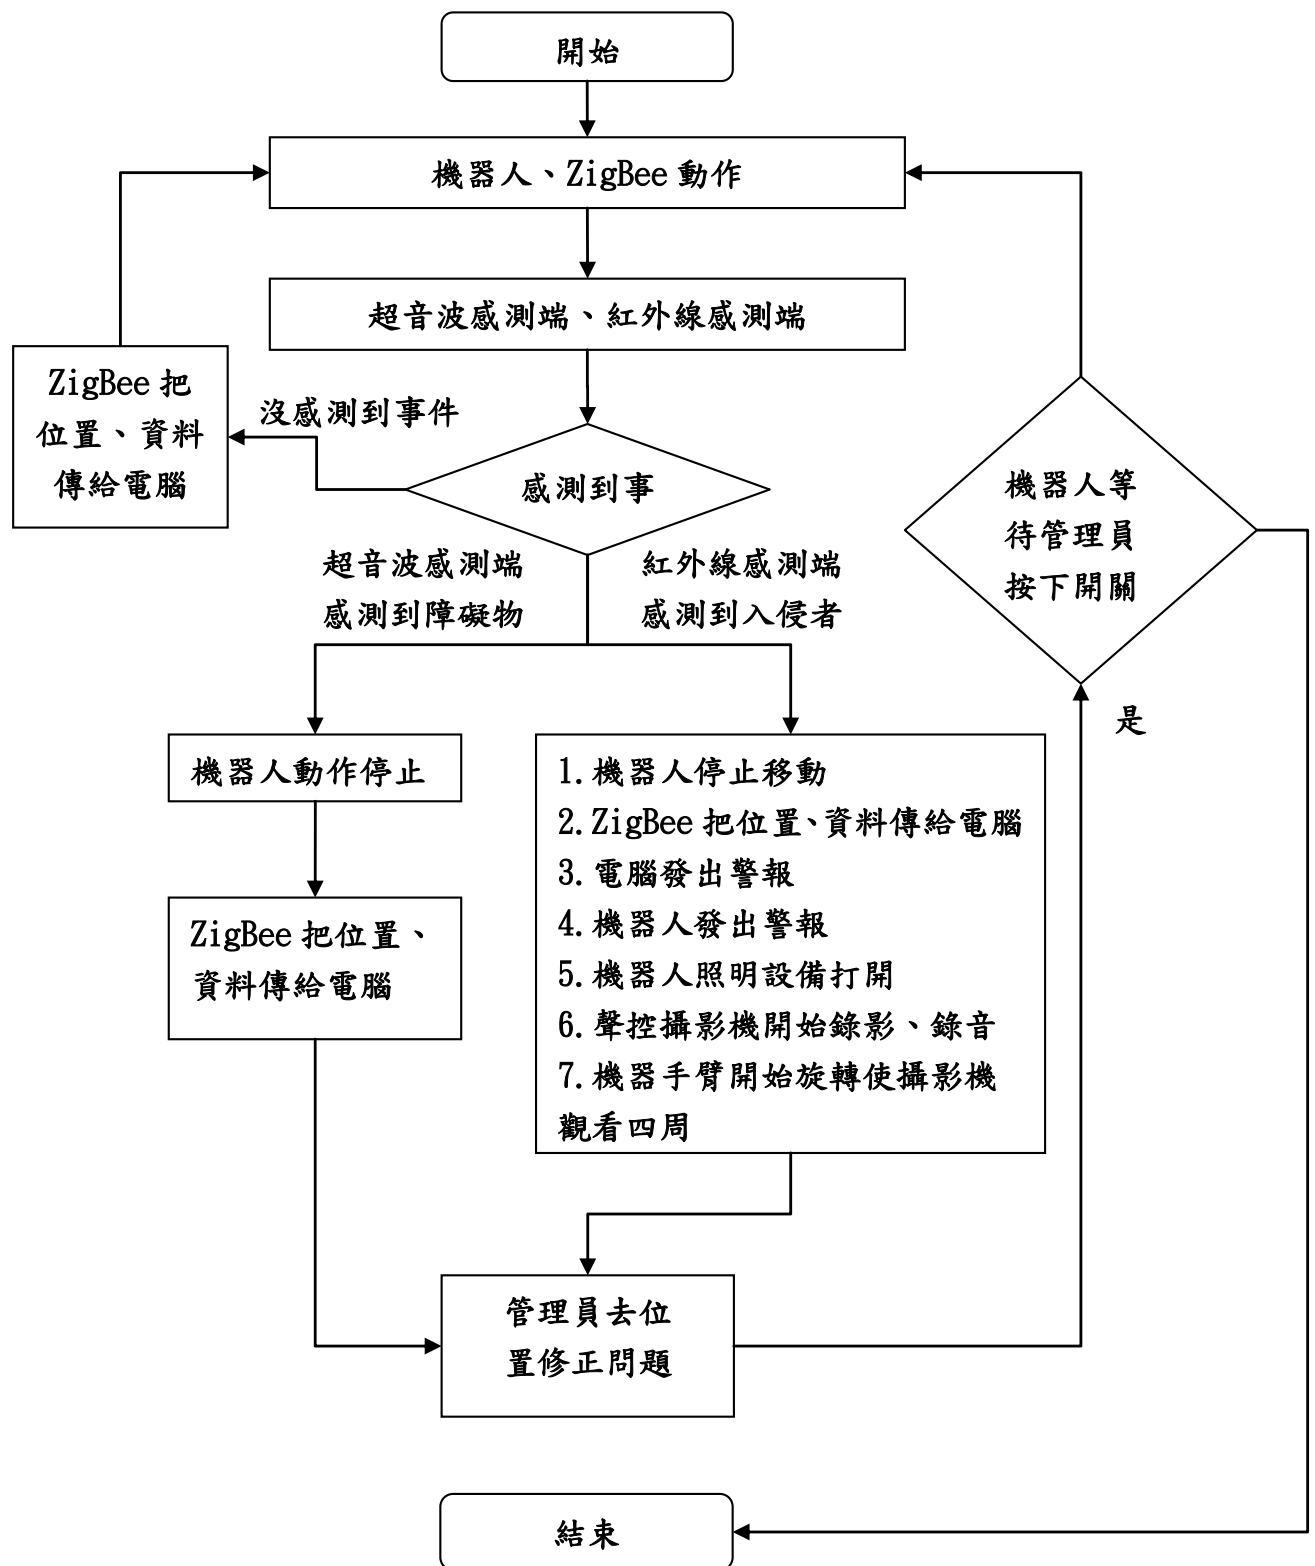 開始
機器人、ZigBee 動作
超音波感測端、紅外線感測端
ZigBee 把
位置、資料
傳給電腦
沒感測到事件
感測到事
機器人等
待管理員
按下開關
超音波感測端
感測到障礙物
紅外線感測端
感測到入侵者
是
機器人動作停止
ZigBee 把位置、
資料傳給電腦
1.機器人停止移動
2.ZigBee 把位置、資料傳給電腦
3.電腦發出警報
4.機器人發出警報
5.機器人照明設備打開
6.聲控攝影機開始錄影、錄音
7.機器手臂開始旋轉使攝影機
觀看四周
管理員去位
置修正問題
結束